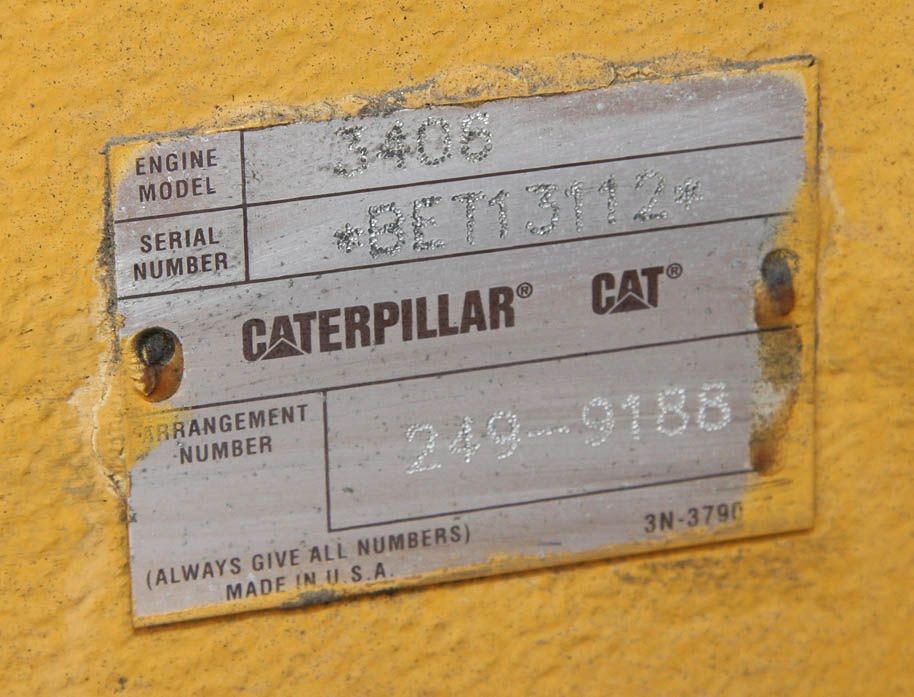 ENGINE MODEL 3406
SERIAL NUMBER *BET13112*
CATERPILLAR® CAT®
ARRANGEMENT NUMBER 249-9188
3N-3790
(ALWAYS GIVE ALL NUMBERS)
MADE IN U.S.A.